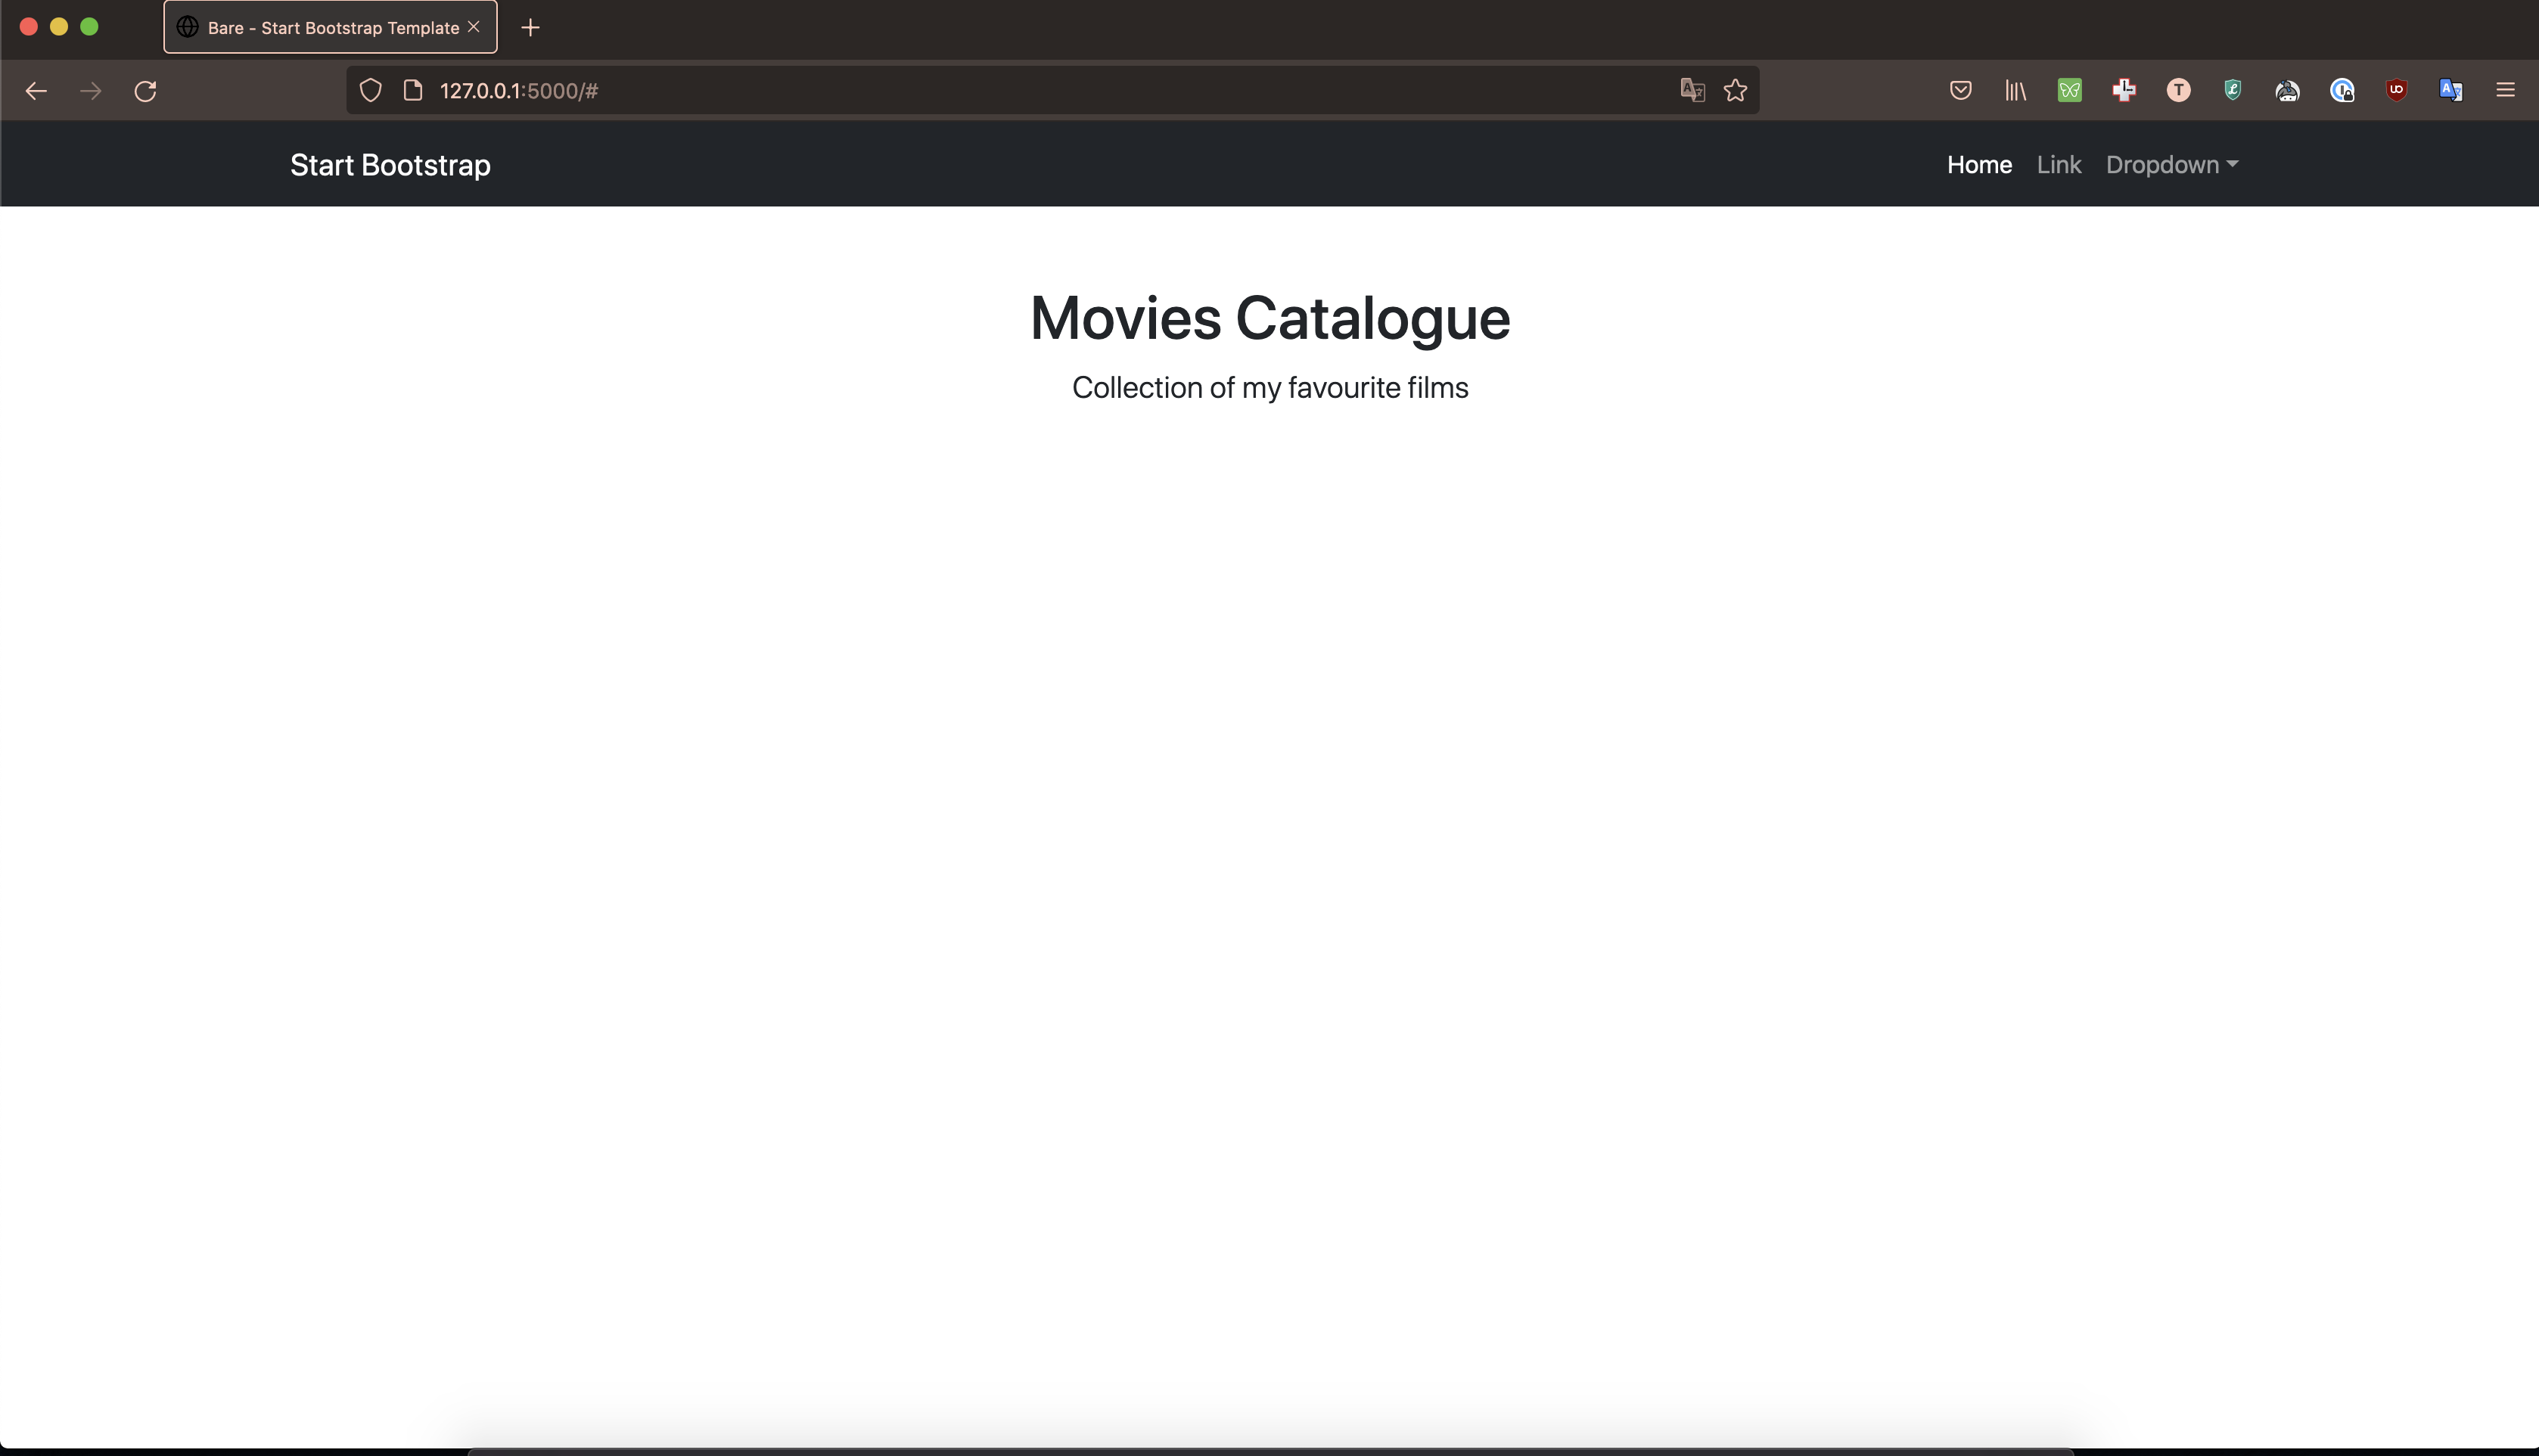 Bare - Start Bootstrap Template
127.0.0.1:5000/#
Start Bootstrap
Home Link Dropdown
Movies Catalogue
Collection of my favourite films